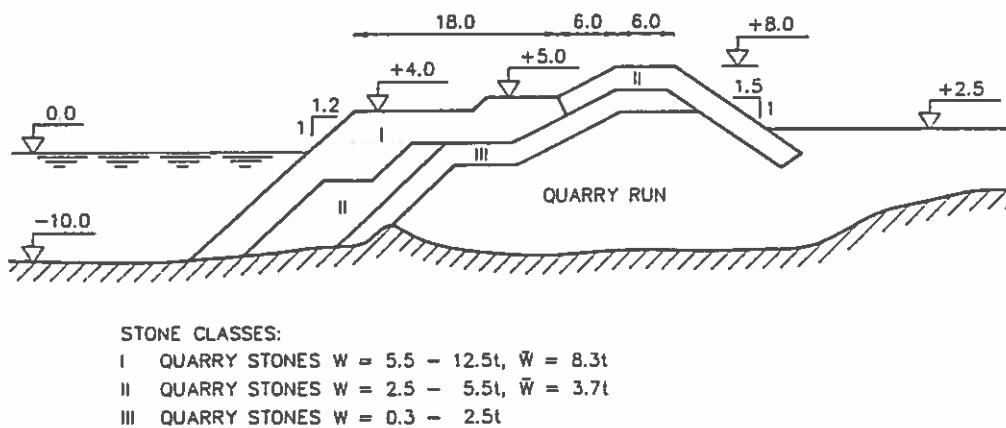 18.0 6.0 6.0
+8.0
+5.0
+4.0
II
1.5
1
+2.5
0.0
1.2
1
I
III
II
QUARRY RUN
-10.0
STONE CLASSES:
I QUARRY STONES W = 5.5 - 12.5t, W̄ = 8.3t
II QUARRY STONES W = 2.5 - 5.5t, W̄ = 3.7t
III QUARRY STONES W = 0.3 - 2.5t